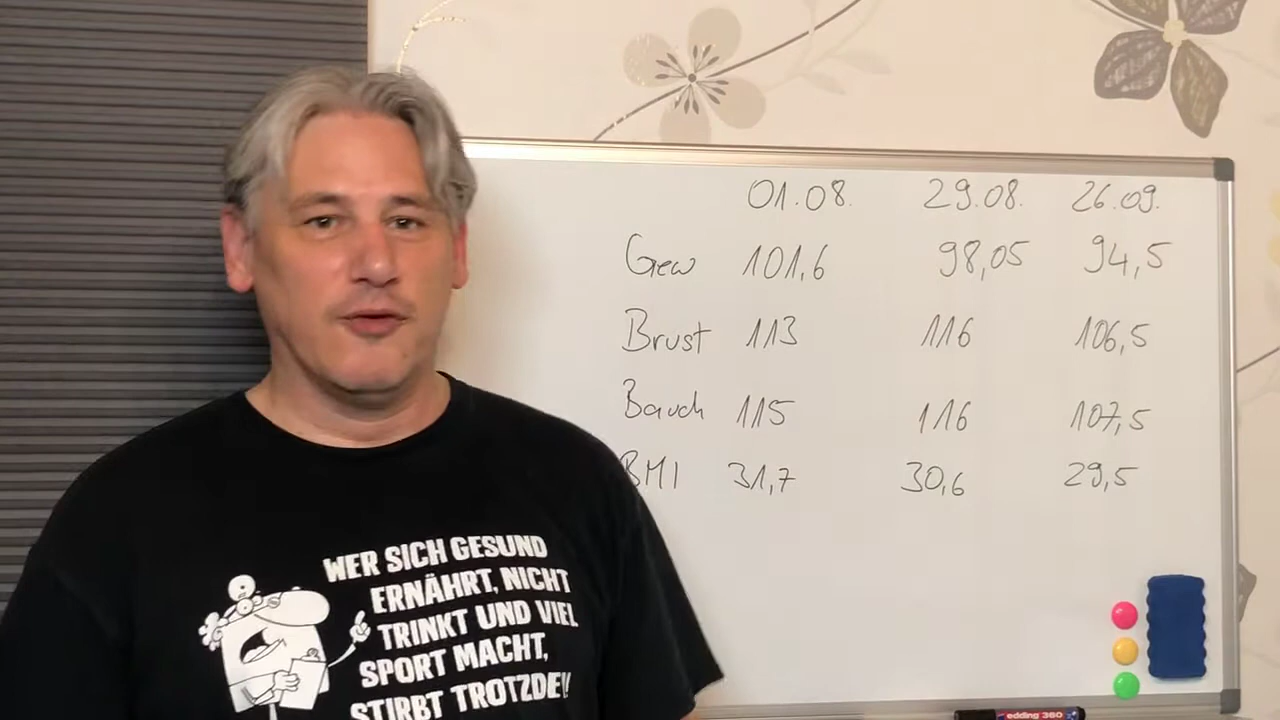 01.08. 29.08. 26.09.
Gew 101,6 98,05 94,5
Brust 113 116 106,5
Bauch 115 116 107,5
BMI 31,7 30,6 29,5
WER SICH GESUND
ERNÄHRT, NICHT
TRINKT UND VIEL
SPORT MACHT,
STIRBT TROTZDEM
edding 360